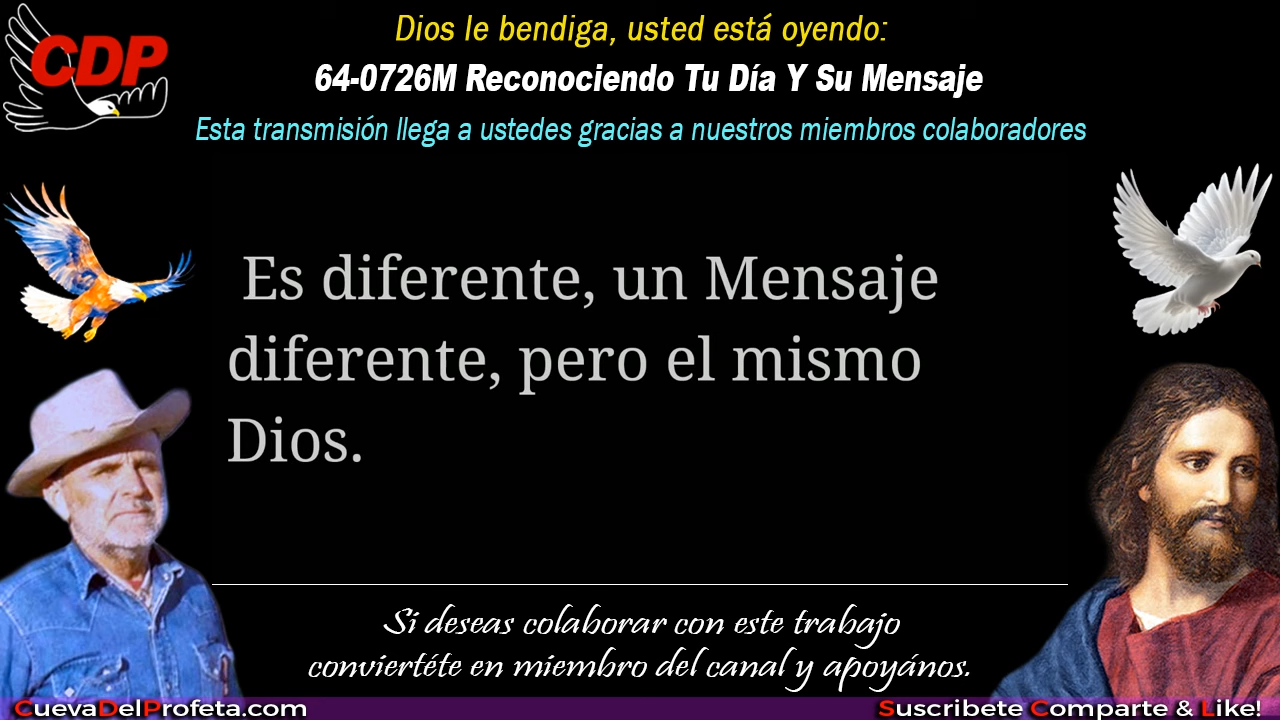 CDP
Dios le bendiga, usted está oyendo:
64-0726M Reconociendo Tu Día Y Su Mensaje
Esta transmisión llega a ustedes gracias a nuestros miembros colaboradores
Es diferente, un Mensaje
diferente, pero el mismo
Dios.
Si deseas colaborar con este trabajo
conviertéte en miembro del canal y apoyános.
CuevaDelProfeta.com
Suscribete Comparte & Like!